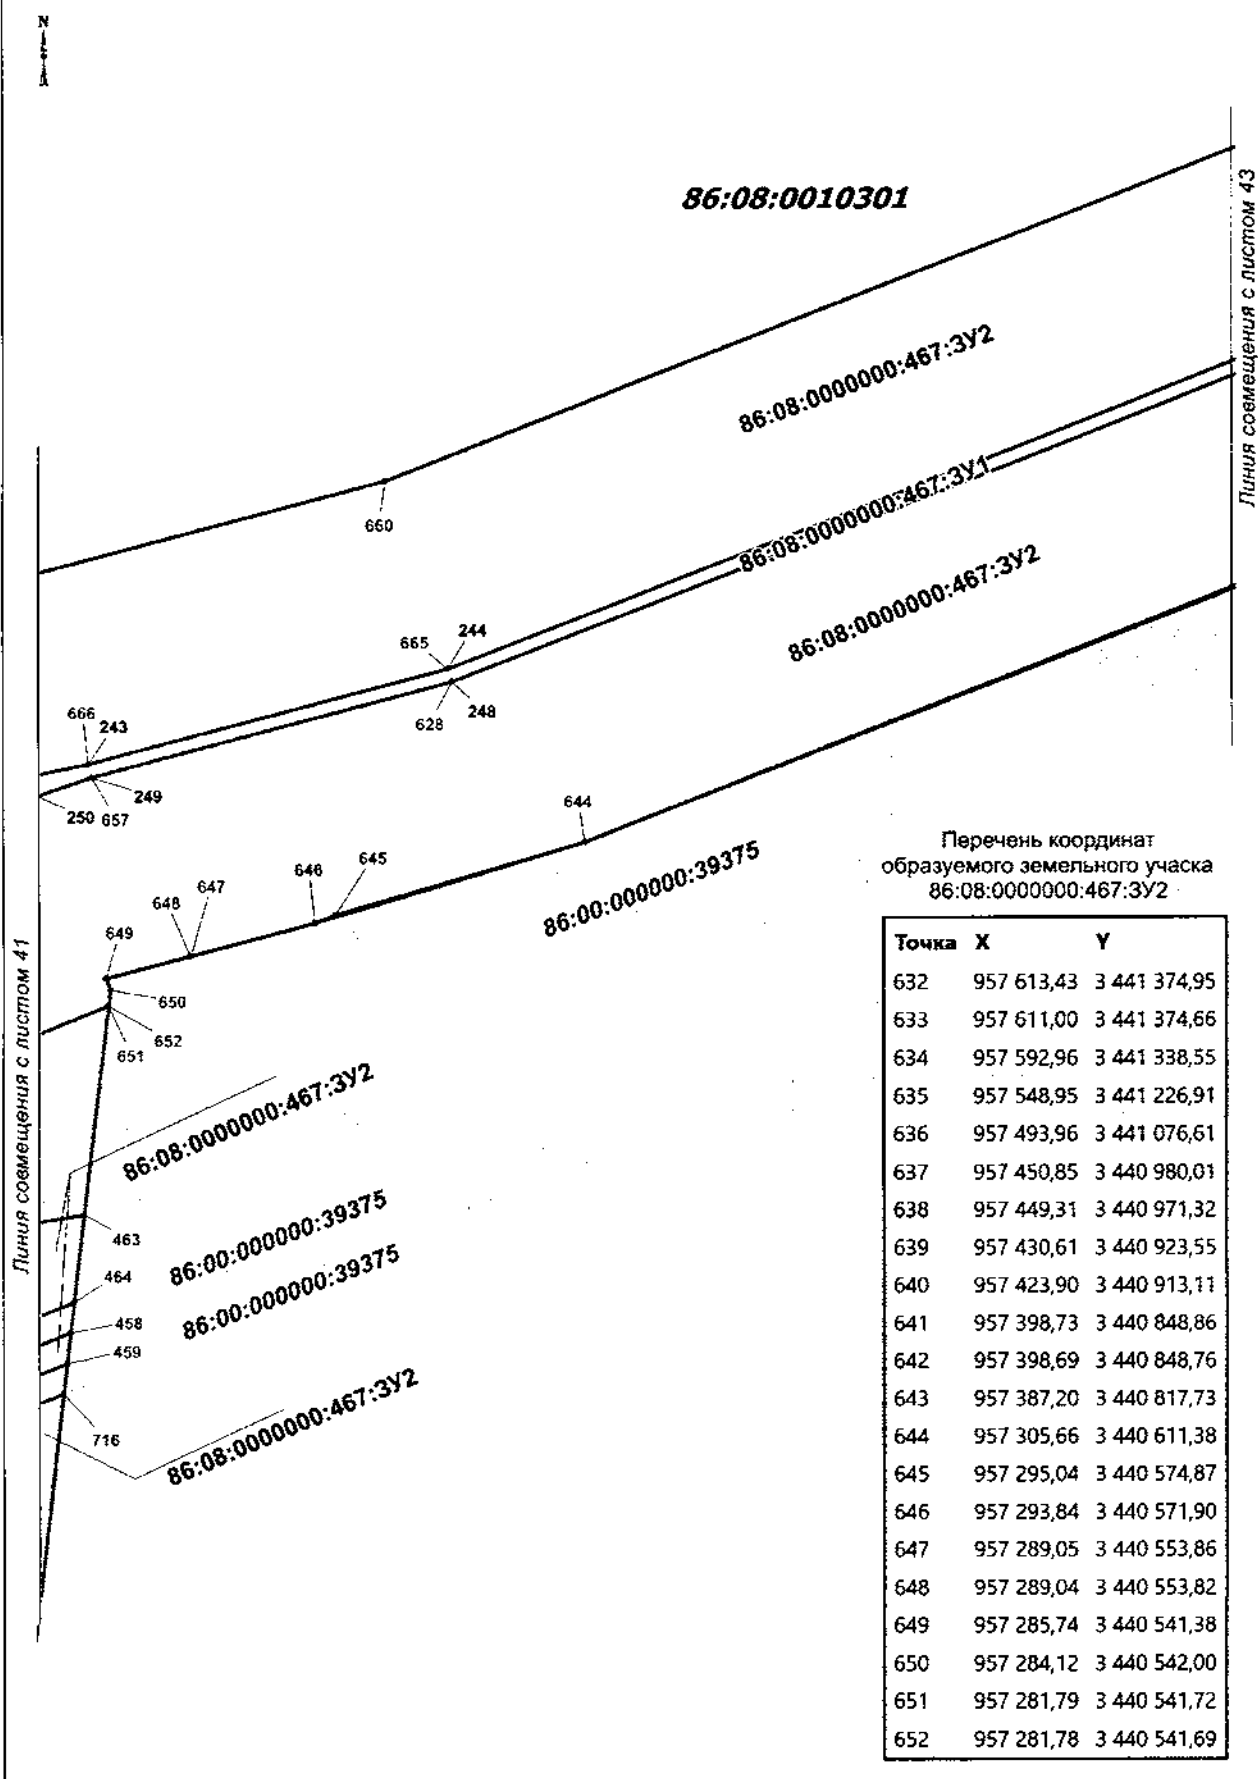 N
86:08:0010301
Линия совмещения с листом 43
86:08:0000000:467:ЗУ2
86:08:0000000:467:ЗУ1
660
86:08:0000000:467:ЗУ2
665
244
666
243
628
248
249
250
657
644
Перечень координат
образуемого земельного учаска
86:08:0000000:467:ЗУ2
646
645
86:00:000000:39375
648
647
649
650
652
651
Линия совмещения с листом 41
86:08:0000000:467:ЗУ2
86:00:000000:39375
463
86:00:000000:39375
464
458
459
86:08:0000000:467:ЗУ2
716
Точка X Y
632 957 613,43 3 441 374,95
633 957 611,00 3 441 374,66
634 957 592,96 3 441 338,55
635 957 548,95 3 441 226,91
636 957 493,96 3 441 076,61
637 957 450,85 3 440 980,01
638 957 449,31 3 440 971,32
639 957 430,61 3 440 923,55
640 957 423,90 3 440 913,11
641 957 398,73 3 440 848,86
642 957 398,69 3 440 848,76
643 957 387,20 3 440 817,73
644 957 305,66 3 440 611,38
645 957 295,04 3 440 574,87
646 957 293,84 3 440 571,90
647 957 289,05 3 440 553,86
648 957 289,04 3 440 553,82
649 957 285,74 3 440 541,38
650 957 284,12 3 440 542,00
651 957 281,79 3 440 541,72
652 957 281,78 3 440 541,69